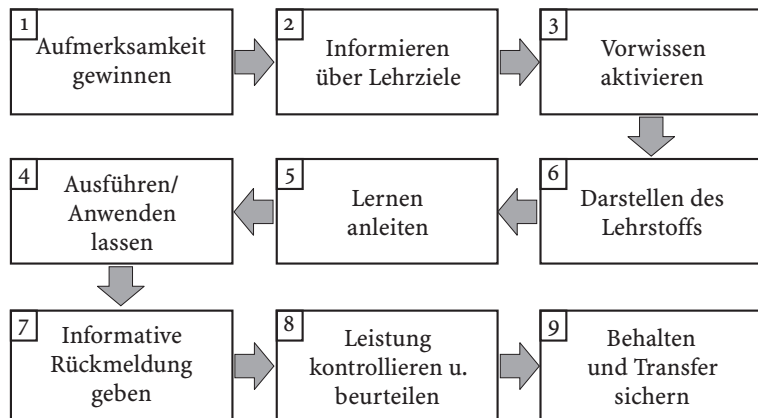 1
Aufmerksamkeit
gewinnen
2
Informieren
über Lehrziele
3
Vorwissen
aktivieren
4
Ausführen/
Anwenden
lassen
5
Lernen
anleiten
6
Darstellen des
Lehrstoffs
7
Informative
Rückmeldung
geben
8
Leistung
kontrollieren u.
beurteilen
9
Behalten
und Transfer
sichern